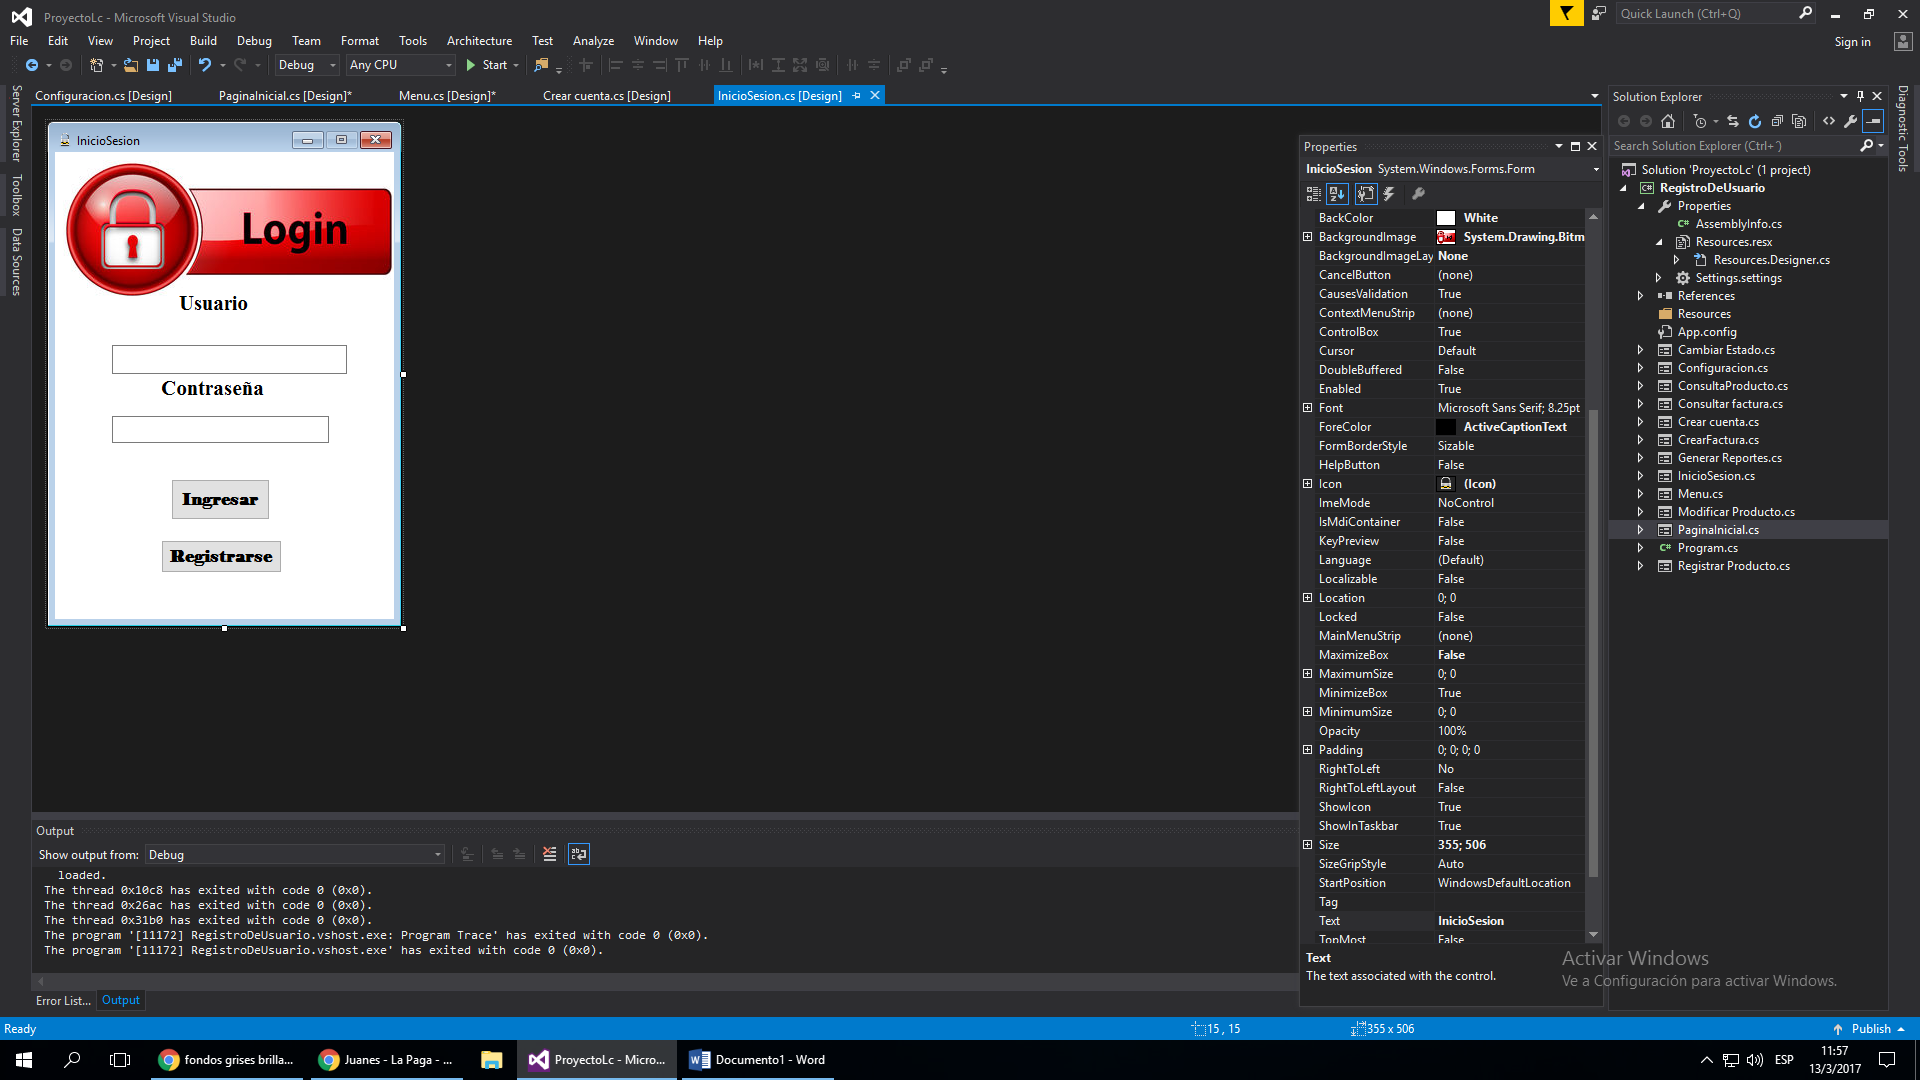 ProyectoLc - Microsoft Visual Studio
Quick Launch (Ctrl+Q)
File Edit View Project Build Debug Team Format Tools Architecture Test Analyze Window Help
Sign in
Debug Any CPU Start
Configuracion.cs [Design] PaginaInicial.cs [Design]* Menu.cs [Design]* Crear cuenta.cs [Design] InicioSesion.cs [Design]
Server Explorer
Toolbox
Data Sources
InicioSesion
Login
Usuario
Contraseña
Ingresar
Registrarse
Output
Show output from: Debug
loaded.
The thread 0x10c8 has exited with code 0 (0x0).
The thread 0x26ac has exited with code 0 (0x0).
The thread 0x31b0 has exited with code 0 (0x0).
The program '[11172] RegistroDeUsuario.vshost.exe: Program Trace' has exited with code 0 (0x0).
The program '[11172] RegistroDeUsuario.vshost.exe' has exited with code 0 (0x0).
Error List... Output
Properties
InicioSesion System.Windows.Forms.Form
BackColor White
BackgroundImage System.Drawing.Bitm
BackgroundImageLay None
CancelButton (none)
CausesValidation True
ContextMenuStrip (none)
ControlBox True
Cursor Default
DoubleBuffered False
Enabled True
Font Microsoft Sans Serif; 8.25pt
ForeColor ActiveCaptionText
FormBorderStyle Sizable
HelpButton False
Icon (Icon)
ImeMode NoControl
IsMdiContainer False
KeyPreview False
Language (Default)
Localizable False
Location 0; 0
Locked False
MainMenuStrip (none)
MaximizeBox False
MaximumSize 0; 0
MinimizeBox True
MinimumSize 0; 0
Opacity 100%
Padding 0; 0; 0; 0
RightToLeft No
RightToLeftLayout False
ShowIcon True
ShowInTaskbar True
Size 355; 506
SizeGripStyle Auto
StartPosition WindowsDefaultLocation
Tag
Text InicioSesion
TopMost False
Text
The text associated with the control.
Solution Explorer
Search Solution Explorer (Ctrl+´)
Solution 'ProyectoLc' (1 project)
RegistroDeUsuario
Properties
AssemblyInfo.cs
Resources.resx
Resources.Designer.cs
Settings.settings
References
Resources
App.config
Cambiar Estado.cs
Configuracion.cs
ConsultaProducto.cs
Consultar factura.cs
Crear cuenta.cs
CrearFactura.cs
Generar Reportes.cs
InicioSesion.cs
Menu.cs
Modificar Producto.cs
PaginaInicial.cs
Program.cs
Registrar Producto.cs
Diagnostic Tools
Activar Windows
Ve a Configuración para activar Windows.
Ready 15 , 15 355 x 506 Publish
fondos grises brilla... Juanes - La Paga - ... ProyectoLc - Micro... Documento1 - Word ESP 11:57
13/3/2017